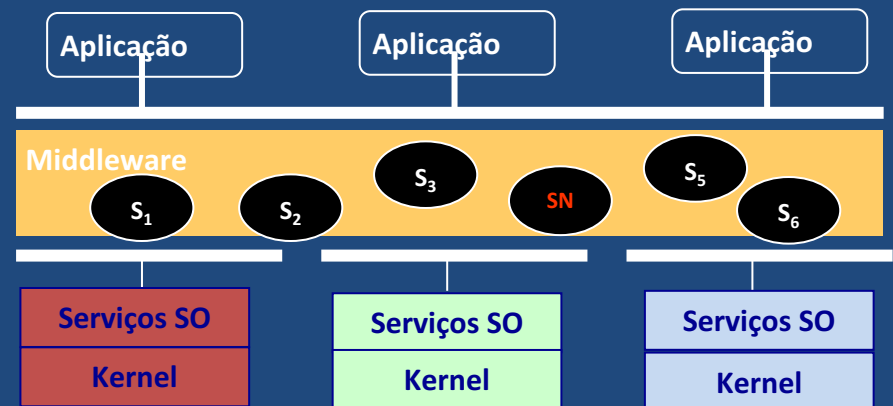 Aplicação
Aplicação
Aplicação
Middleware
S1
S2
S3
SN
S5
S6
Serviços SO
Serviços SO
Serviços SO
Kernel
Kernel
Kernel